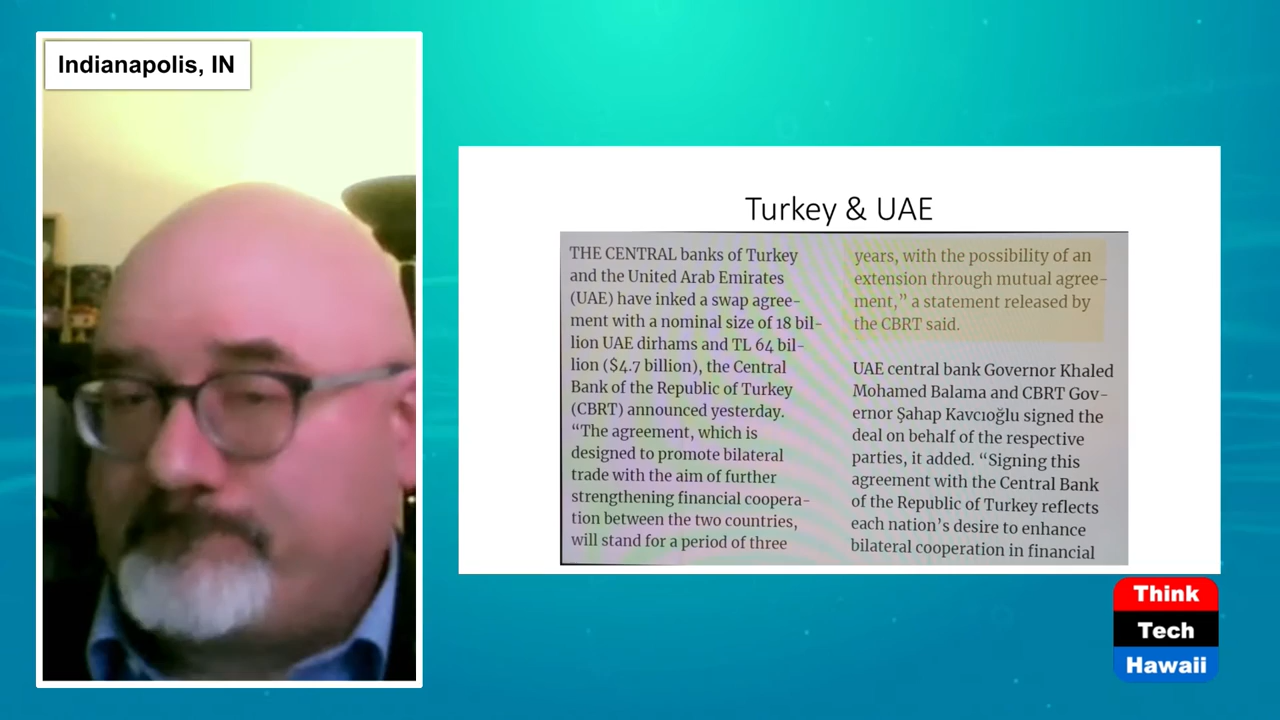 Indianapolis, IN
Turkey & UAE
THE CENTRAL banks of Turkey
and the United Arab Emirates
(UAE) have inked a swap agree-
ment with a nominal size of 18 bil-
lion UAE dirhams and TL 64 bil-
lion ($4.7 billion), the Central
Bank of the Republic of Turkey
(CBRT) announced yesterday.
“The agreement, which is
designed to promote bilateral
trade with the aim of further
strengthening financial coopera-
tion between the two countries,
will stand for a period of three
years, with the possibility of an
extension through mutual agree-
ment,” a statement released by
the CBRT said.
UAE central bank Governor Khaled
Mohamed Balama and CBRT Gov-
ernor Şahap Kavcıoğlu signed the
deal on behalf of the respective
parties, it added. “Signing this
agreement with the Central Bank
of the Republic of Turkey reflects
each nation’s desire to enhance
bilateral cooperation in financial
Think
Tech
Hawaii